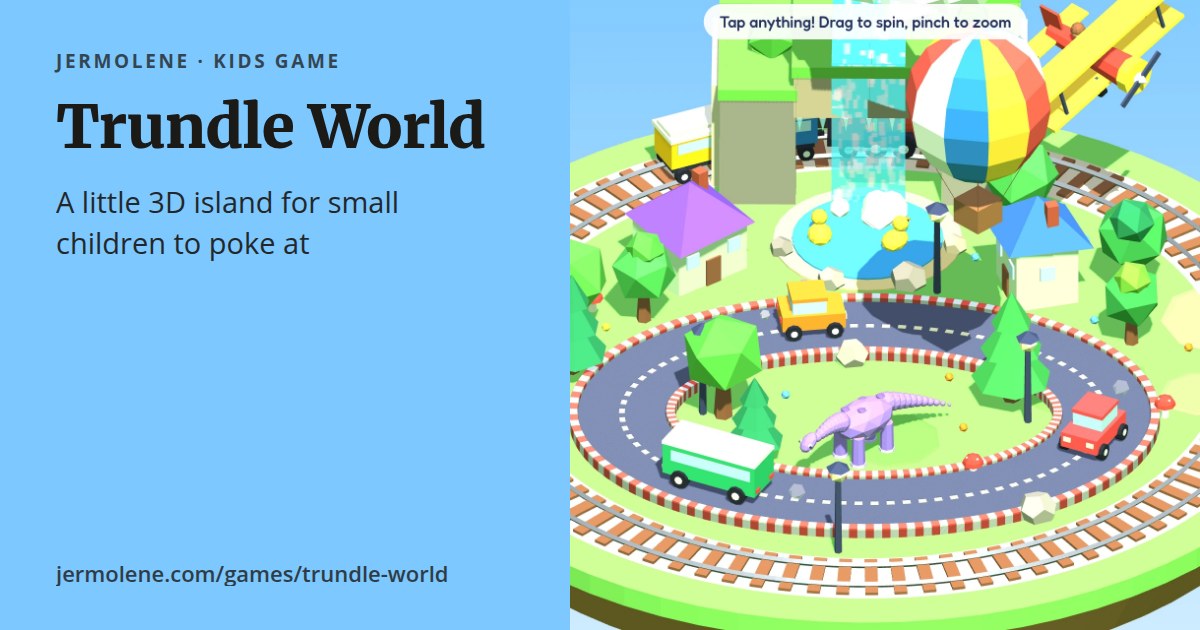 JERMOLENE · KIDS GAME
Trundle World
A little 3D island for small
children to poke at
jermolene.com/games/trundle-world
Tap anything! Drag to spin, pinch to zoom